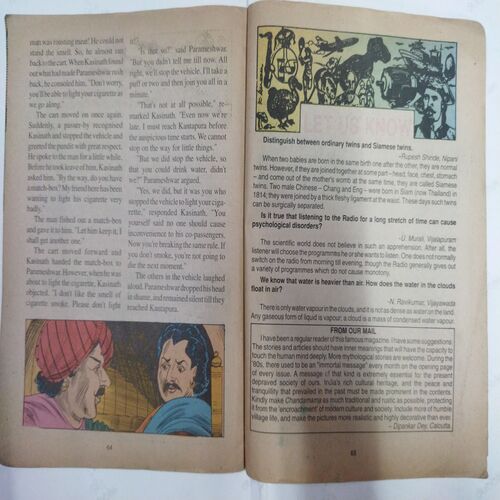 man was roasting meat! He could not
stand the smell. So, he almost ran
back to the cart. When Kasinath found
out what had made Parameshwar rush
back, he consoled him, "Don't worry,
you'll be able to light your cigarette as
we go along."
The cart moved on once again.
Suddenly, a passer-by recognised
Kasinath and stopped the vehicle and
greeted the pundit with great respect.
He spoke to the man for a little while.
Before he took leave of him, Kasinath
asked him, "By the way, do you have
a match-box? My friend here has been
wanting to light his cigarette very
badly."
The man fished out a match-box
and gave it to him. "Let him keep it; I
shall get another one."
The cart moved forward and
Kasinath handed the match-box to
Parameshwar. However, when he was
about to light the cigarette, Kasinath
objected. "I don't like the smell of
cigarette smoke. Please don't light
it."
"Is that so?" said Parameshwar.
"But you didn't tell me till now. All
right, we'll stop the vehicle. I'll take a
puff or two and then join you all in a
minute."
"That's not at all possible," re-
marked Kasinath. "Even now we're
late. I must reach Kantapura before
the auspicious time starts. We cannot
stop on the way for little things."
"But we did stop the vehicle, so
that you could drink water, didn't
we?" Parameshwar argued.
"Yes, we did, but it was you who
stopped the vehicle to light your ciga-
rette," responded Kasinath. "You
yourself said no one should cause
inconvenience to his co-passengers.
Now you're breaking the rule. If
you don't smoke, you're not going to
die the next moment."
The others in the vehicle laughed
aloud. Parameshwar dropped his head
in shame, and remained silent till they
reached Kantapura.
64
LET US KNOW
Distinguish between ordinary twins and Siamese twins.
-Rupesh Shinde, Nipani
When two babies are born in the same birth one after the other, they are normal
twins. However, if they are joined together at some part - head, face, chest, stomach
– and come out of the mother's womb at the same time, they are called Siamese
twins. Two male Chinese – Chang and Eng – were born in Siam (now Thailand) in
1814; they were joined by a thick fleshy ligament at the waist. These days such twins
can be surgically separated.
Is it true that listening to the Radio for a long stretch of time can cause
psychological disorders?
-U. Murali, Vijayapuram
The scientific world does not believe in such an apprehension. After all, the
listener will choose the programmes he or she wants to listen. One does not normally
switch on the radio from morning till evening, though the Radio generally gives out
a variety of programmes which do not cause monotony.
We know that water is heavier than air. How does the water in the clouds
float in air?
-N. Ravikumar, Vijayawada
There is only water vapour in the clouds, and it is not as dense as water on the land.
Any gaseous form of liquid is vapour. Steam is a mass of condensed water vapour.
FROM OUR MAIL
I have been a regular reader of this famous magazine. I have some suggestions.
The stories and articles should have inner meanings that will have the capacity to
touch the human mind deeply. More mythological stories are welcome. During the
'80s, there used to be an "immortal message" every month on the opening page
of every issue. A message of that kind is extremely essential for the present
depraved society of ours. India's rich cultural heritage, and the peace and
tranquility that prevailed in the past must be made prominent in the contents.
Kindly make Chandamama as much traditional and rustic as possible, protecting
it from the 'encroachment' of modern culture and society. Include more of humble
village life, and make the pictures more realistic and highly decorative than ever.
– Dipankar Dey, Calcutta.